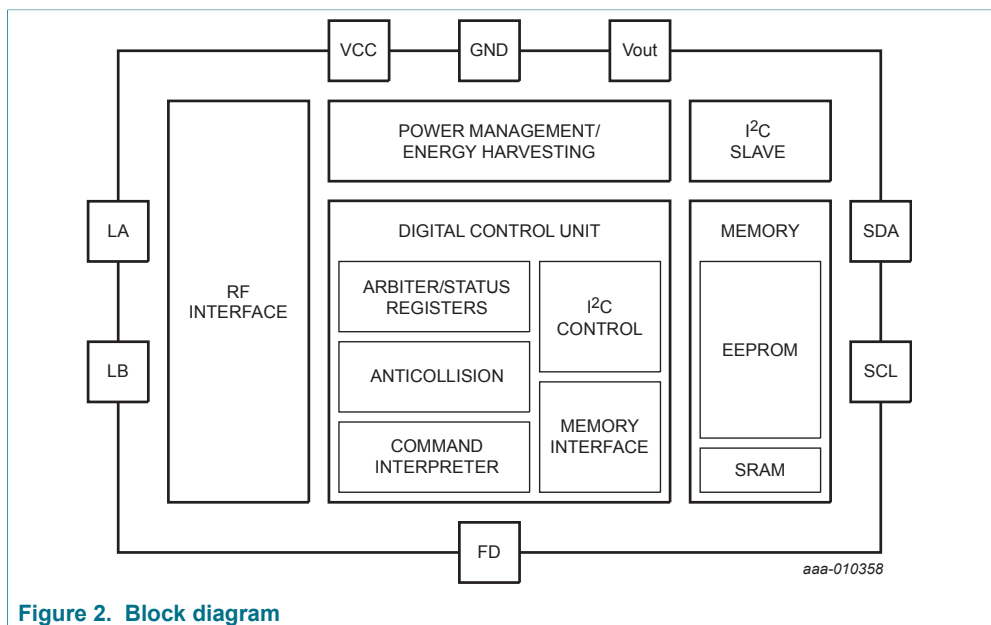 VCC
GND
Vout
POWER MANAGEMENT/
ENERGY HARVESTING
I²C
SLAVE
LA
LB
RF
INTERFACE
DIGITAL CONTROL UNIT
ARBITER/STATUS
REGISTERS
ANTICOLLISION
COMMAND
INTERPRETER
I²C
CONTROL
MEMORY
INTERFACE
MEMORY
EEPROM
SRAM
SDA
SCL
FD
aaa-010358
Figure 2. Block diagram